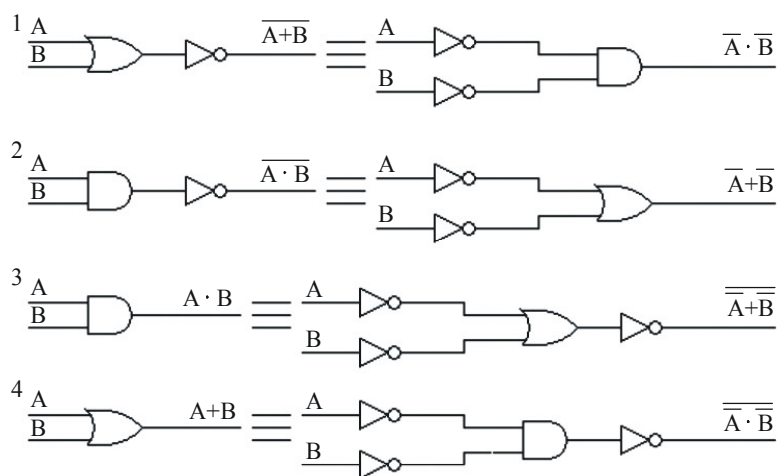 1 A B A̅+̅B̅ A A̅ · B̅
B
2 A B A̅ ̅·̅ ̅B̅ A A̅+B̅
B
3 A B A · B A A̅̅+̅B̅̅
B
4 A B A+B A A̅̅ ̅·̅ ̅B̅̅
B